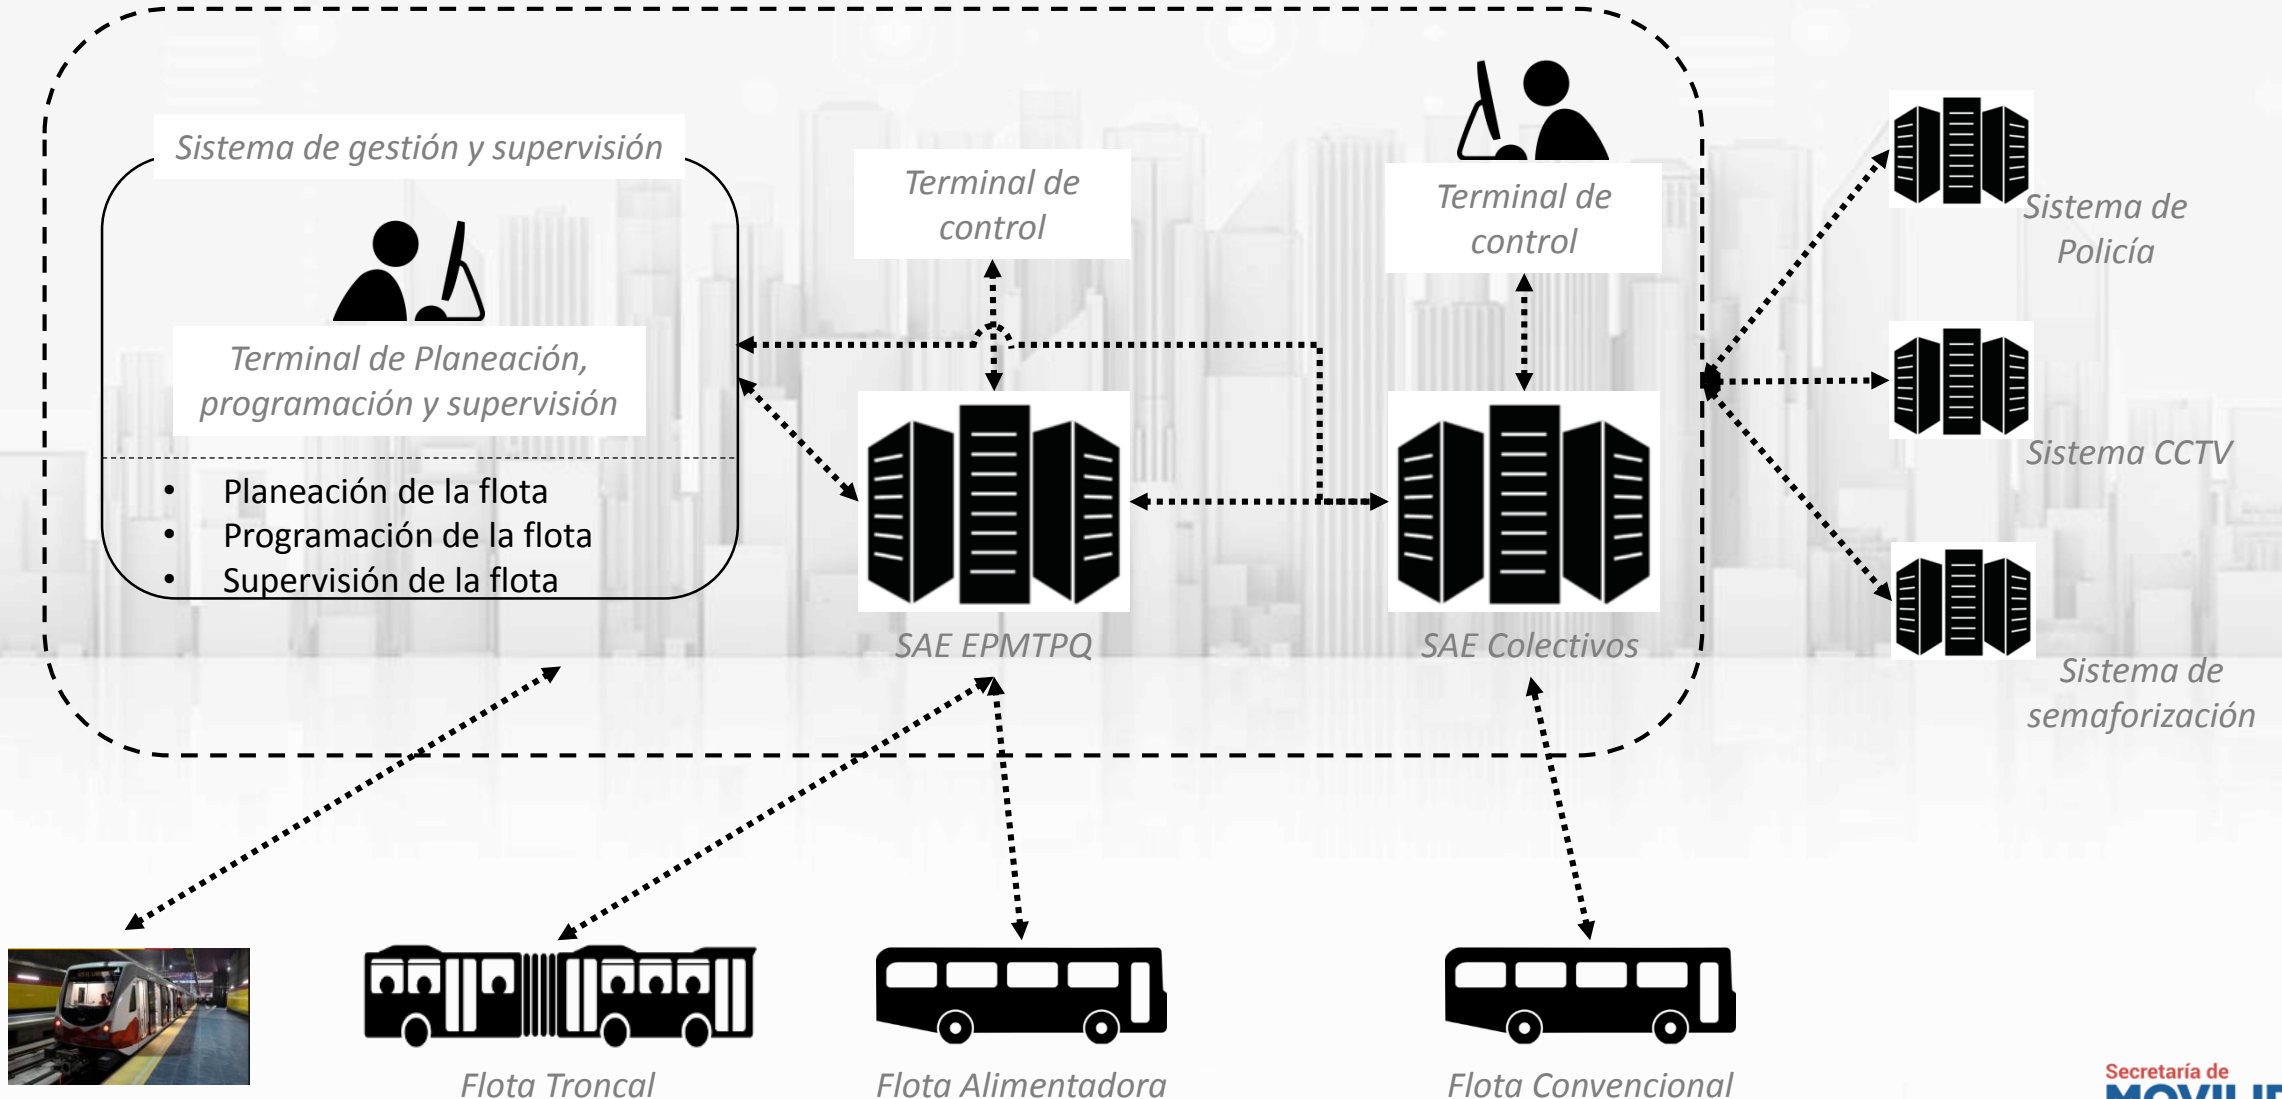 Sistema de gestión y supervisión
Terminal de Planeación,
programación y supervisión
• Planeación de la flota
• Programación de la flota
• Supervisión de la flota
Terminal de
control
Terminal de
control
SAE EPMTPQ
SAE Colectivos
Sistema de
Policía
Sistema CCTV
Sistema de
semaforización
Flota Troncal
Flota Alimentadora
Flota Convencional
Secretaría de